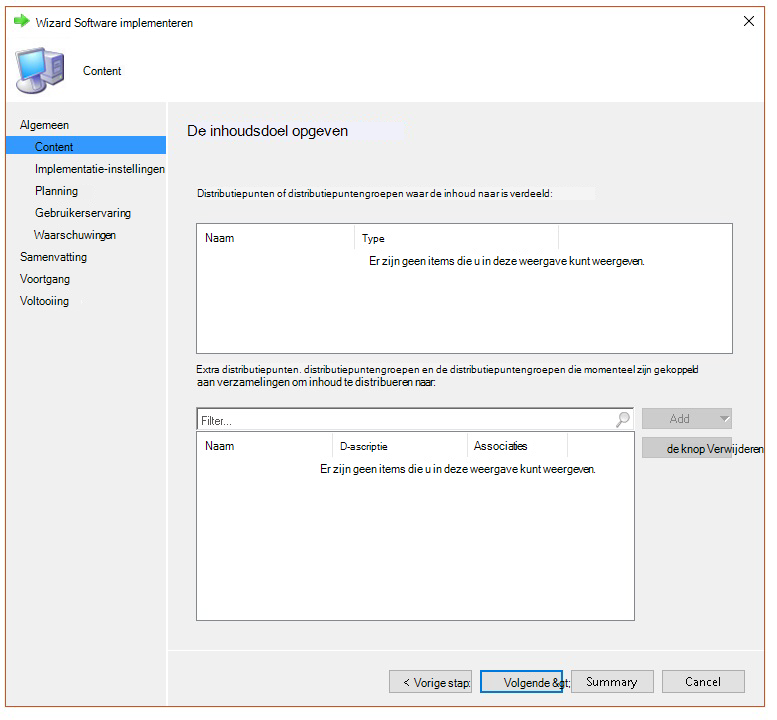 Wizard Software implementeren
Content
Algemeen
Content
Implementatie-instellingen
Planning
Gebruikerservaring
Waarschuwingen
Samenvatting
Voortgang
Voltooiing
De inhoudsdoel opgeven
Distributiepunten of distributiepuntengroepen waar de inhoud naar is verdeeld:
Naam Type
Er zijn geen items die u in deze weergave kunt weergeven.
Extra distributiepunten. distributiepuntengroepen en de distributiepuntengroepen die momenteel zijn gekoppeld
aan verzamelingen om inhoud te distribueren naar:
Filter...
Add
Naam D-ascriptie Associaties
de knop Verwijderen
Er zijn geen items die u in deze weergave kunt weergeven.
< Vorige stap: Volgende &gt; Summary Cancel